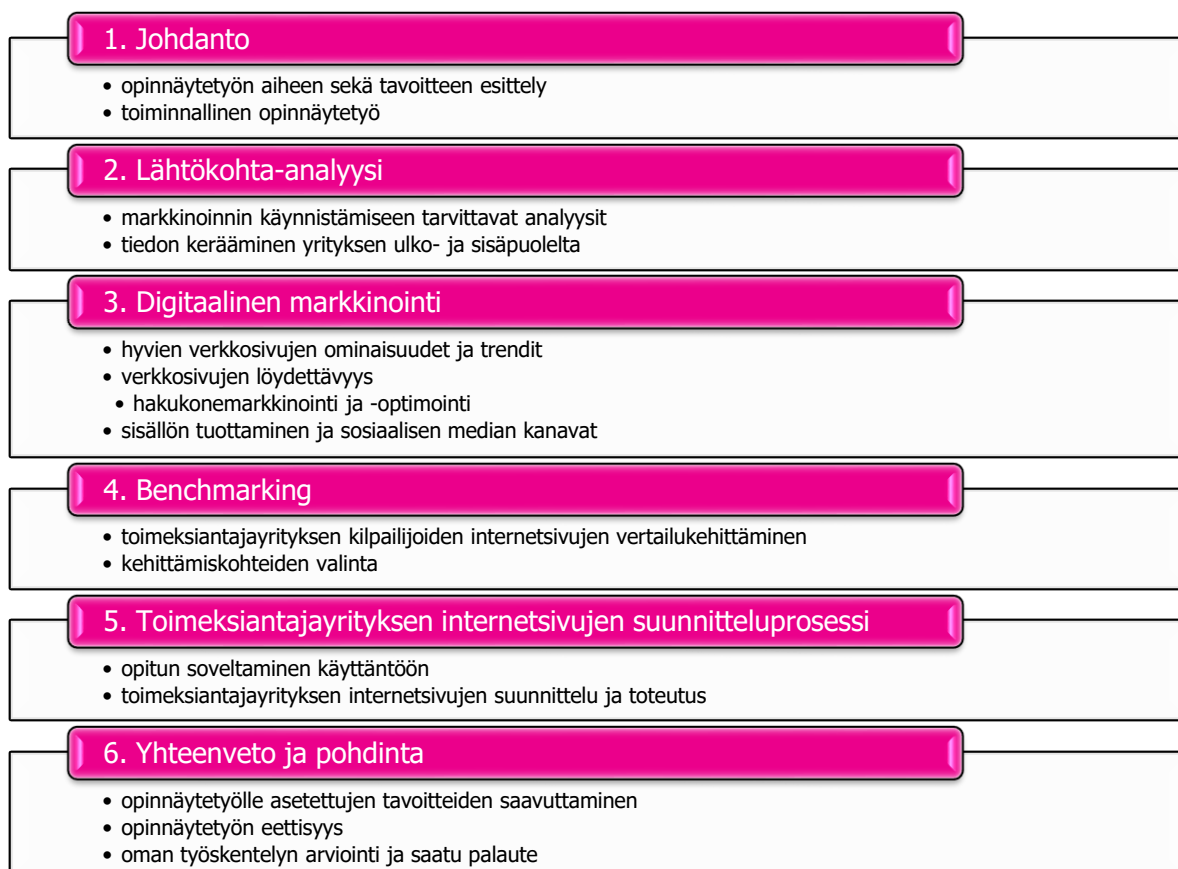 1. Johdanto
• opinnäytetyön aiheen sekä tavoitteen esittely
• toiminnallinen opinnäytetyö
2. Lähtökohta-analyysi
• markkinoinnin käynnistämiseen tarvittavat analyysit
• tiedon kerääminen yrityksen ulko- ja sisäpuolelta
3. Digitaalinen markkinointi
• hyvien verkkosivujen ominaisuudet ja trendit
• verkkosivujen löydettävyys
• hakukonemarkkinointi ja -optimointi
• sisällön tuottaminen ja sosiaalisen median kanavat
4. Benchmarking
• toimeksiantajayrityksen kilpailijoiden internetsivujen vertailukehittäminen
• kehittämiskohteiden valinta
5. Toimeksiantajayrityksen internetsivujen suunnitteluprosessi
• opitun soveltaminen käyttäntöön
• toimeksiantajayrityksen internetsivujen suunnittelu ja toteutus
6. Yhteenveto ja pohdinta
• opinnäytetyölle asetettujen tavoitteiden saavuttaminen
• opinnäytetyön eettisyys
• oman työskentelyn arviointi ja saatu palaute